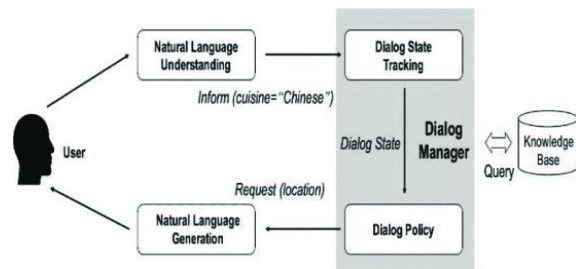 Natural Language
Understanding
Dialog State
Tracking
Inform (cuisine="Chinese")
User
Dialog State
Dialog
Manager
Query
Knowledge
Base
Request (location)
Natural Language
Generation
Dialog Policy